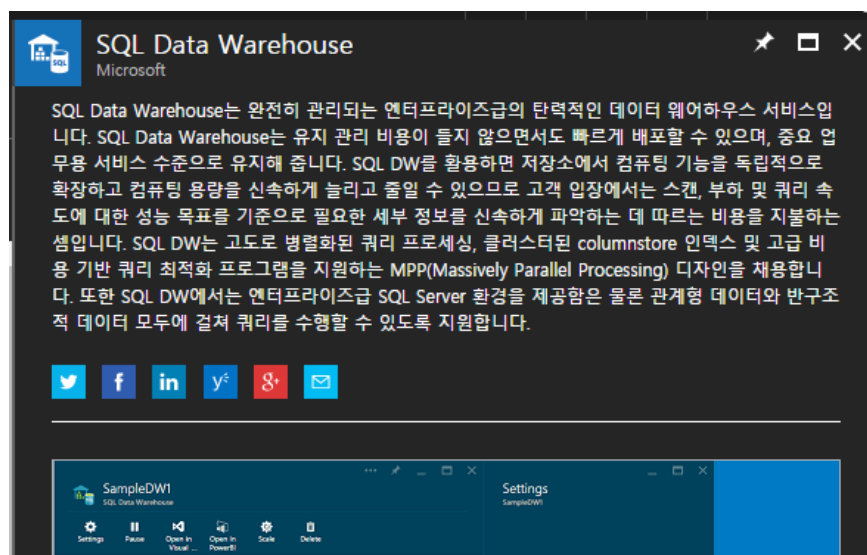 SQL Data Warehouse
Microsoft
SQL Data Warehouse는 완전히 관리되는 엔터프라이즈급의 탄력적인 데이터 웨어하우스 서비스입
니다. SQL Data Warehouse는 유지 관리 비용이 들지 않으면서도 빠르게 배포할 수 있으며, 중요 업
무용 서비스 수준으로 유지해 줍니다. SQL DW를 활용하면 저장소에서 컴퓨팅 기능을 독립적으로
확장하고 컴퓨팅 용량을 신속하게 늘리고 줄일 수 있으므로 고객 입장에서는 스캔, 부하 및 쿼리 속
도에 대한 성능 목표를 기준으로 필요한 세부 정보를 신속하게 파악하는 데 따르는 비용을 지불하는
셈입니다. SQL DW는 고도로 병렬화된 쿼리 프로세싱, 클러스터된 columnstore 인덱스 및 고급 비
용 기반 쿼리 최적화 프로그램을 지원하는 MPP(Massively Parallel Processing) 디자인을 채용합니
다. 또한 SQL DW에서는 엔터프라이즈급 SQL Server 환경을 제공함은 물론 관계형 데이터와 반구조
적 데이터 모두에 걸쳐 쿼리를 수행할 수 있도록 지원합니다.
SampleDW1
SQL Data Warehouse
Settings
SampleDW1
Settings Pause Open in Visual ... Open in PowerBI Scale Delete